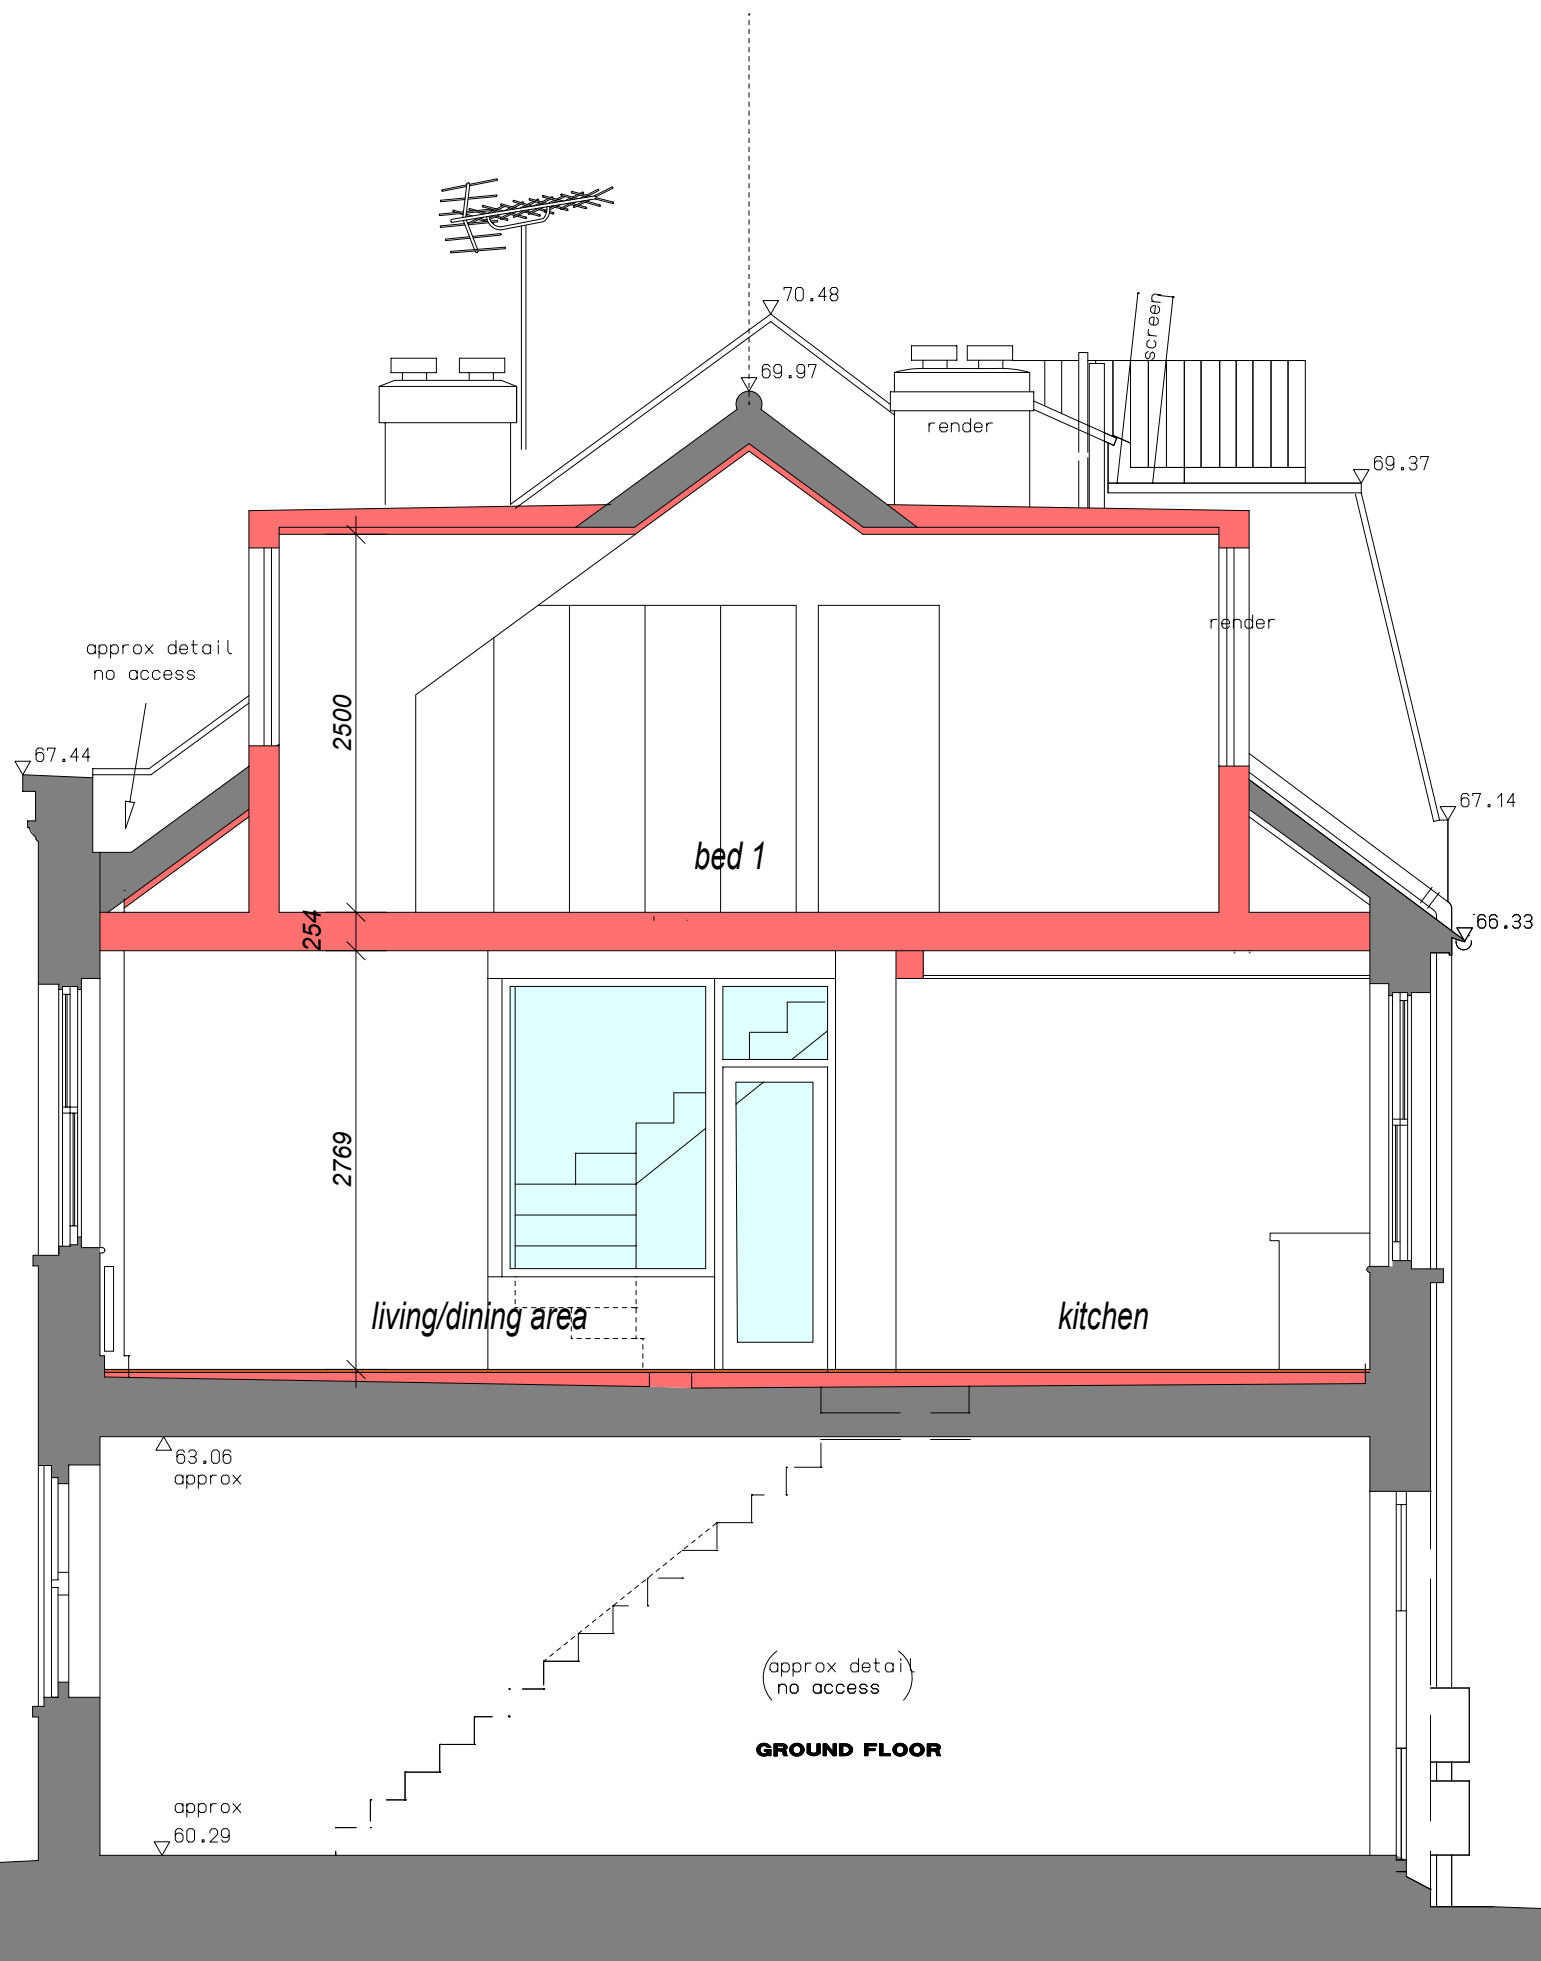 70.48
69.97
screen
render
69.37
render
approx detail
no access
2500
67.44
67.14
bed 1
254
66.33
2769
living/dining area
kitchen
63.06
approx
(approx detail
no access)
GROUND FLOOR
approx
60.29